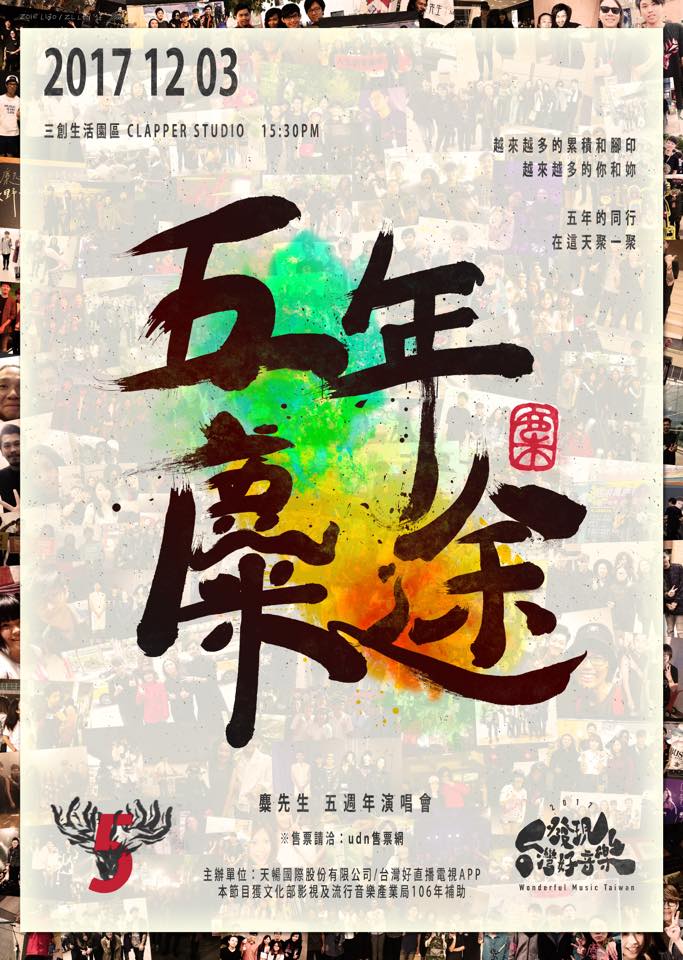 2017 12 03
三創生活園區 CLAPPER STUDIO 15:30PM
越來越多的累積和腳印
越來越多的你和妳
五年的同行
在這天聚一聚
五年
麋途
麋先生 五週年演唱會
※售票請洽：udn售票網
主辦單位：天暢國際股份有限公司/台灣好直播電視APP
本節目獲文化部影視及流行音樂產業局106年補助
5
2017
發現
台灣好音樂
Wonderful Music Taiwan